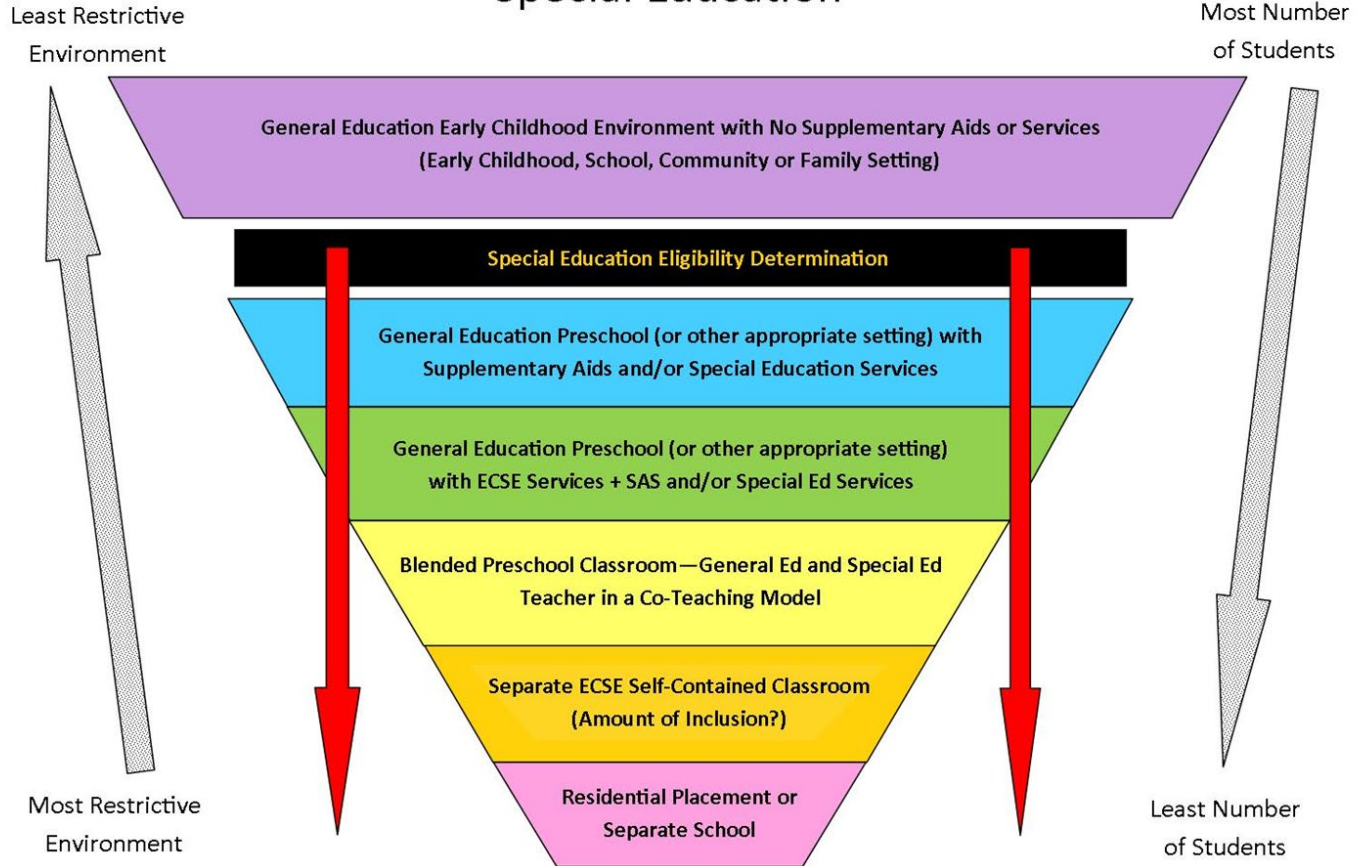 Special Education
Least Restrictive
Environment
Most Number
of Students
General Education Early Childhood Environment with No Supplementary Aids or Services
(Early Childhood, School, Community or Family Setting)
Special Education Eligibility Determination
General Education Preschool (or other appropriate setting) with
Supplementary Aids and/or Special Education Services
General Education Preschool (or other appropriate setting)
with ECSE Services + SAS and/or Special Ed Services
Blended Preschool Classroom—General Ed and Special Ed
Teacher in a Co-Teaching Model
Separate ECSE Self-Contained Classroom
(Amount of Inclusion?)
Residential Placement or
Separate School
Most Restrictive
Environment
Least Number
of Students